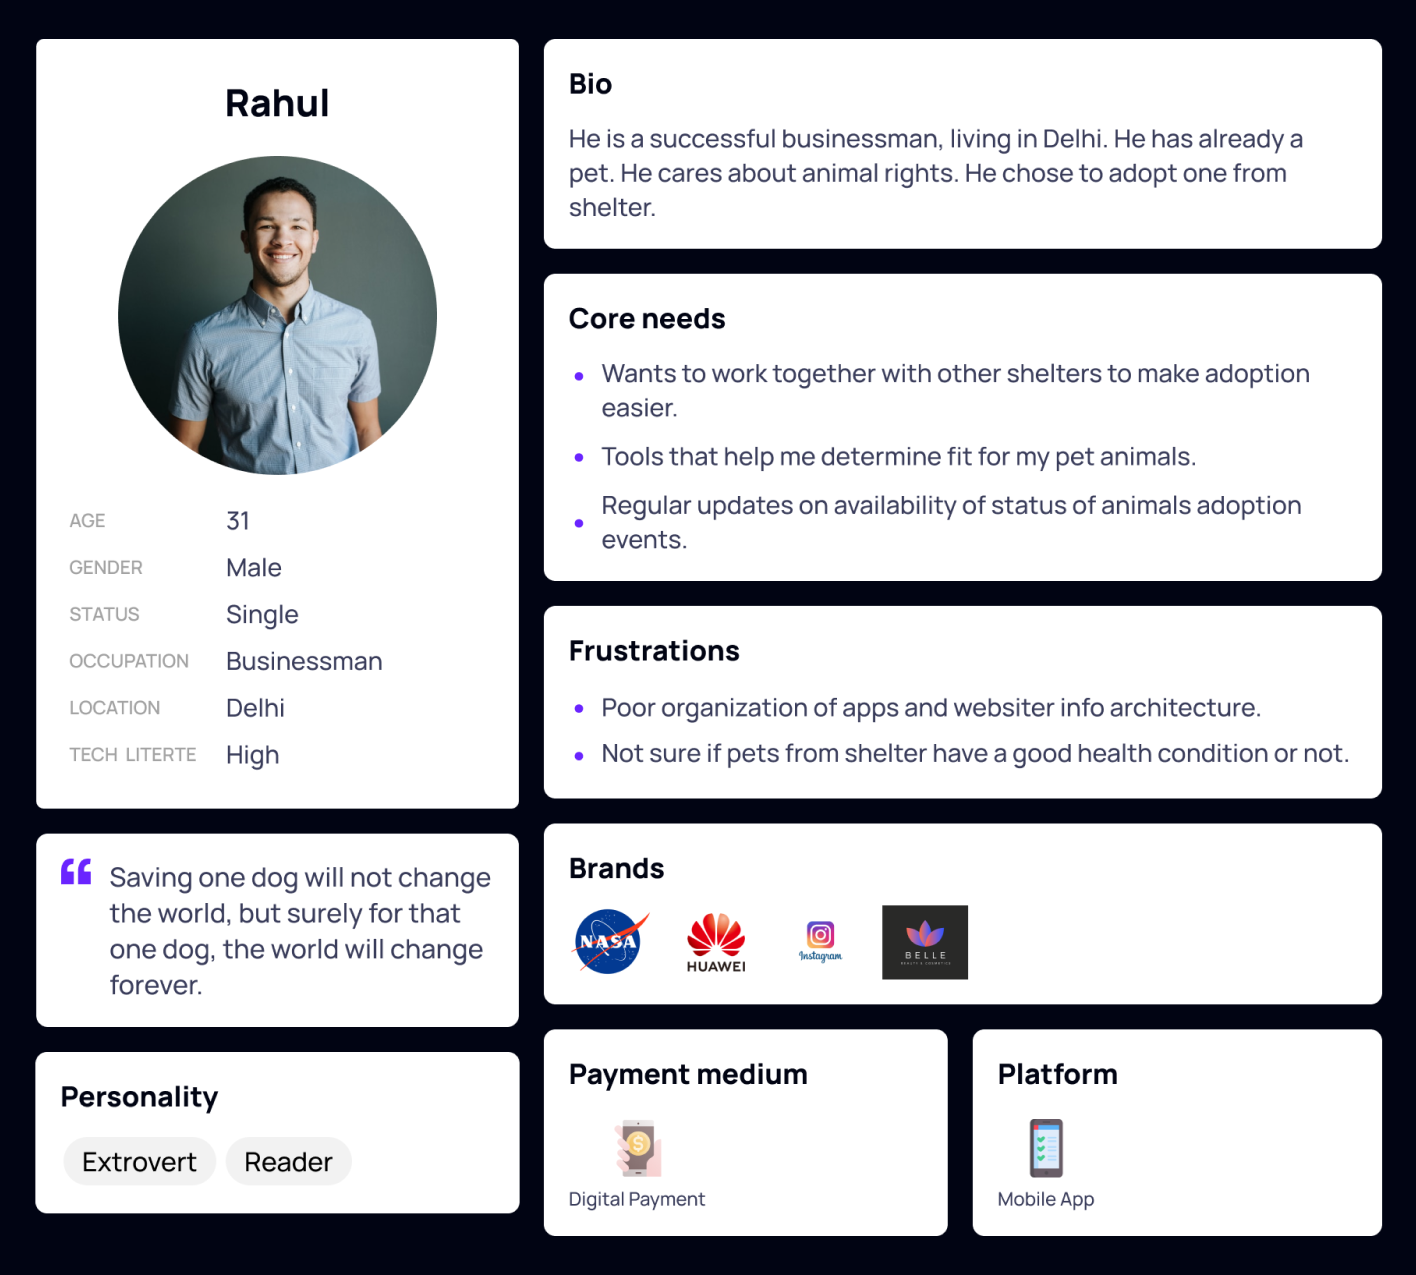 Rahul
AGE 31
GENDER Male
STATUS Single
OCCUPATION Businessman
LOCATION Delhi
TECH LITERTE High
Saving one dog will not change
the world, but surely for that
one dog, the world will change
forever.
Personality
Extrovert Reader
Bio
He is a successful businessman, living in Delhi. He has already a
pet. He cares about animal rights. He chose to adopt one from
shelter.
Core needs
Wants to work together with other shelters to make adoption
easier.
Tools that help me determine fit for my pet animals.
Regular updates on availability of status of animals adoption
events.
Frustrations
Poor organization of apps and websiter info architecture.
Not sure if pets from shelter have a good health condition or not.
Brands
NASA
HUAWEI
Instagram
BELLE
BEAUTY & COSMETICS
Payment medium
$
Digital Payment
Platform
Mobile App